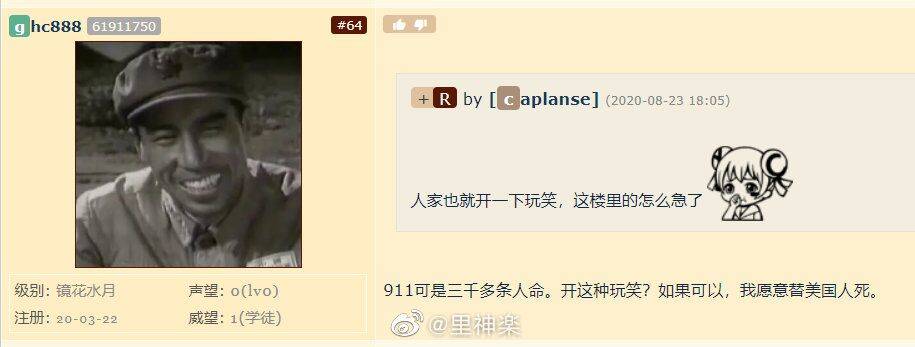 ghc888 61911750 #64
+R by [caplanse] (2020-08-23 18:05)
人家也就开一下玩笑，这楼里的怎么急了
级别: 镜花水月 声望: 0(lv0)
911可是三千多条人命。开这种玩笑？如果可以，我愿意替美国人死。
注册: 20-03-22 威望: 1(学徒)
@里神楽